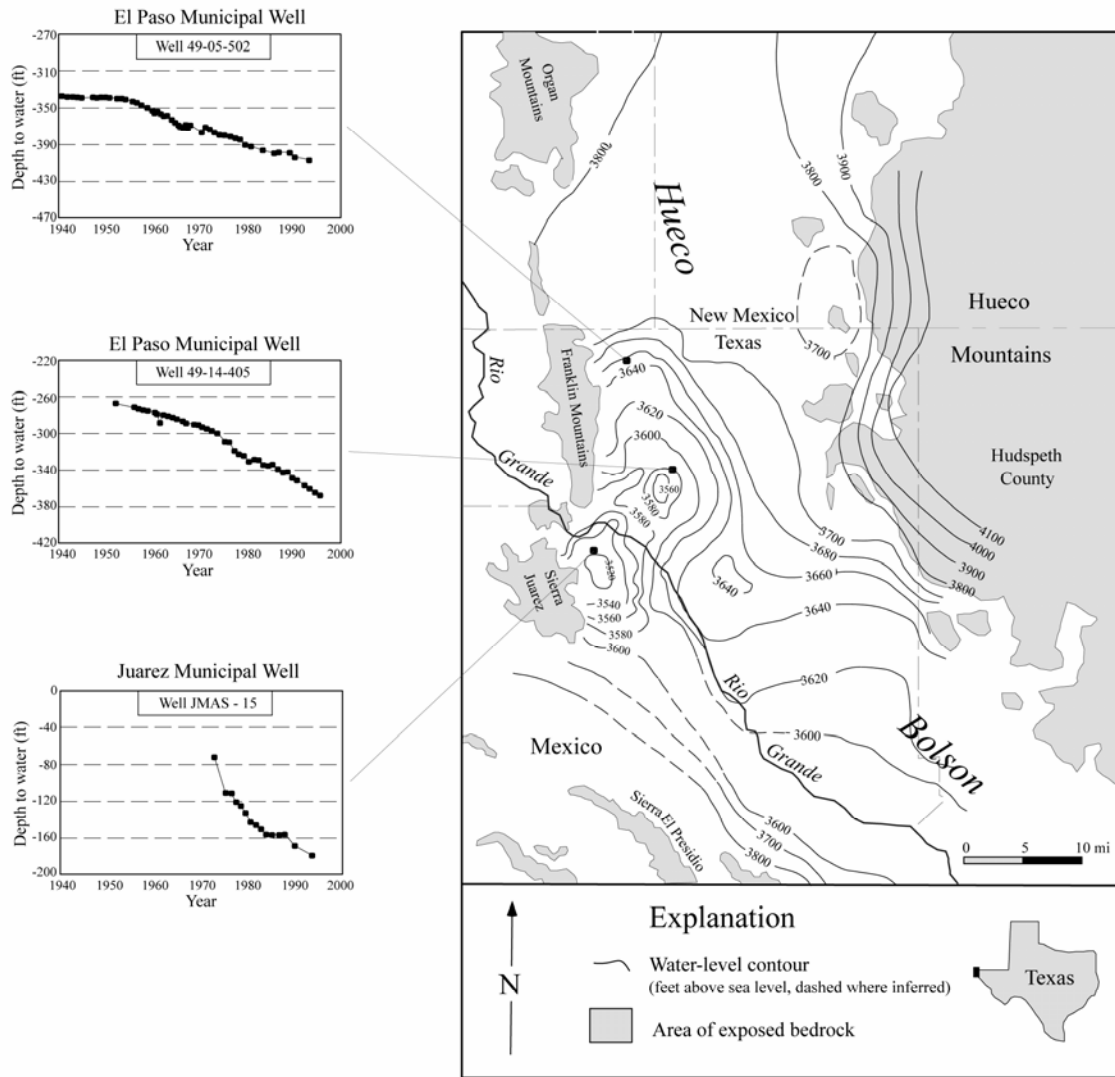 El Paso Municipal Well
Well 49-05-502
Depth to water (ft)
-270
-310
-350
-390
-430
-470
1940 1950 1960 1970 1980 1990 2000
Year
El Paso Municipal Well
Well 49-14-405
Depth to water (ft)
-220
-260
-300
-340
-380
-420
1940 1950 1960 1970 1980 1990 2000
Year
Juarez Municipal Well
Well JMAS - 15
Depth to water (ft)
0
-40
-80
-120
-160
-200
1940 1950 1960 1970 1980 1990 2000
Year
Organ
Mountains
3800
3800
3900
Hueco
Hueco
Mountains
New Mexico
Texas
3700
Rio
Grande
Franklin Mountains
3640
3620
3600
3560
3580
3580
Hudspeth
County
4100
4000
3900
3800
3700
3680
3660
3640
3640
3520
Sierra
Juarez
3540
3560
3580
3600
3620
3600
Rio
Grande
Bolson
Mexico
Sierra El Presidio
3600
3700
3800
0 5 10 mi
Explanation
Water-level contour
(feet above sea level, dashed where inferred)
Area of exposed bedrock
N
Texas